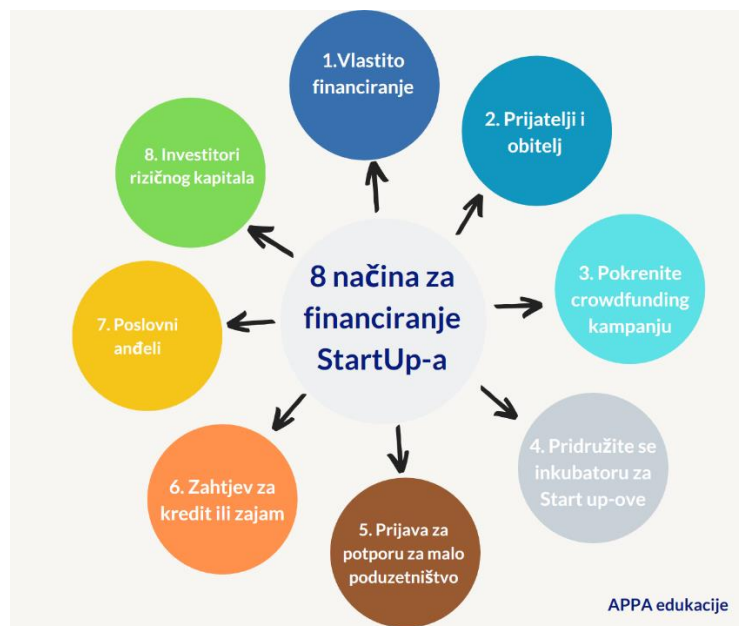 8 načina za
financiranje
StartUp-a
1.Vlastito
financiranje
2. Prijatelji i
obitelj
3. Pokrenite
crowdfunding
kampanju
4. Pridružite se
inkubatoru za
Start up-ove
5. Prijava za
potporu za malo
poduzetništvo
6. Zahtjev za
kredit ili zajam
7. Poslovni
anđeli
8. Investitori
rizičnog kapitala
APPA edukacije